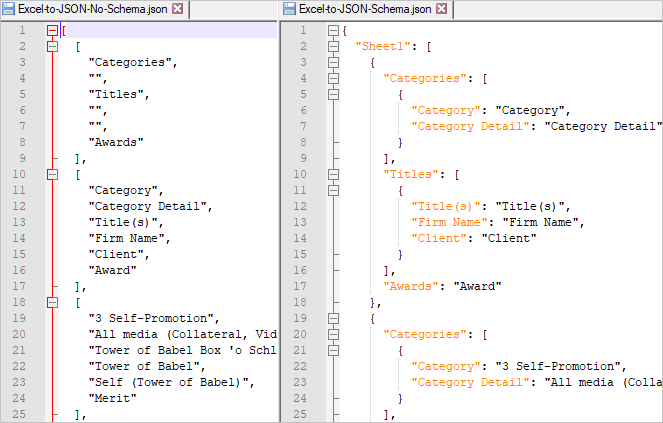 Excel-to-JSON-No-Schema.json
1 [
2 [
3 "Categories",
4 "",
5 "Titles",
6 "",
7 "",
8 "Awards"
9 ],
10 [
11 "Category",
12 "Category Detail",
13 "Title(s)",
14 "Firm Name",
15 "Client",
16 "Award"
17 ],
18 [
19 "3 Self-Promotion",
20 "All media (Collateral, Vid
21 "Tower of Babel Box 'o Schl
22 "Tower of Babel",
23 "Self (Tower of Babel)",
24 "Merit"
25 ],
Excel-to-JSON-Schema.json
1 {
2 "Sheet1": [
3 {
4 "Categories": [
5 {
6 "Category": "Category",
7 "Category Detail": "Category Detail"
8 }
9 ],
10 "Titles": [
11 {
12 "Title(s)": "Title(s)",
13 "Firm Name": "Firm Name",
14 "Client": "Client"
15 }
16 ],
17 "Awards": "Award"
18 },
19 {
20 "Categories": [
21 {
22 "Category": "3 Self-Promotion",
23 "Category Detail": "All media (Colla
24 }
25 ],